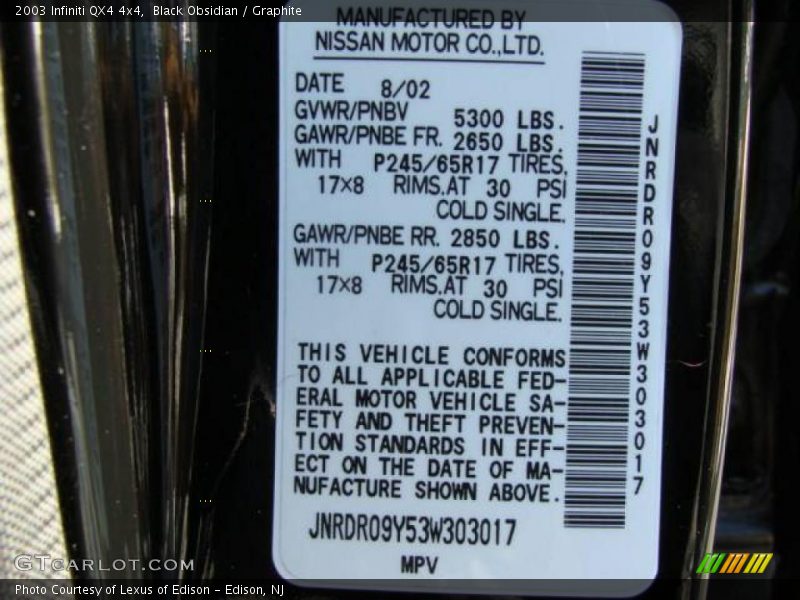 2003 Infiniti QX4 4x4, Black Obsidian / Graphite
MANUFACTURED BY
NISSAN MOTOR CO.,LTD.
DATE 8/02
GVWR/PNBV 5300 LBS.
GAWR/PNBE FR. 2650 LBS.
WITH P245/65R17 TIRES,
17×8 RIMS.AT 30 PSI
COLD SINGLE.
GAWR/PNBE RR. 2850 LBS.
WITH P245/65R17 TIRES,
17×8 RIMS.AT 30 PSI
COLD SINGLE.
THIS VEHICLE CONFORMS
TO ALL APPLICABLE FED-
ERAL MOTOR VEHICLE SA-
FETY AND THEFT PREVEN-
TION STANDARDS IN EFF-
ECT ON THE DATE OF MA-
NUFACTURE SHOWN ABOVE.
JNRDR09Y53W303017
MPV
JNRDR09Y53W303017
GTCARLOT.COM
Photo Courtesy of Lexus of Edison - Edison, NJ